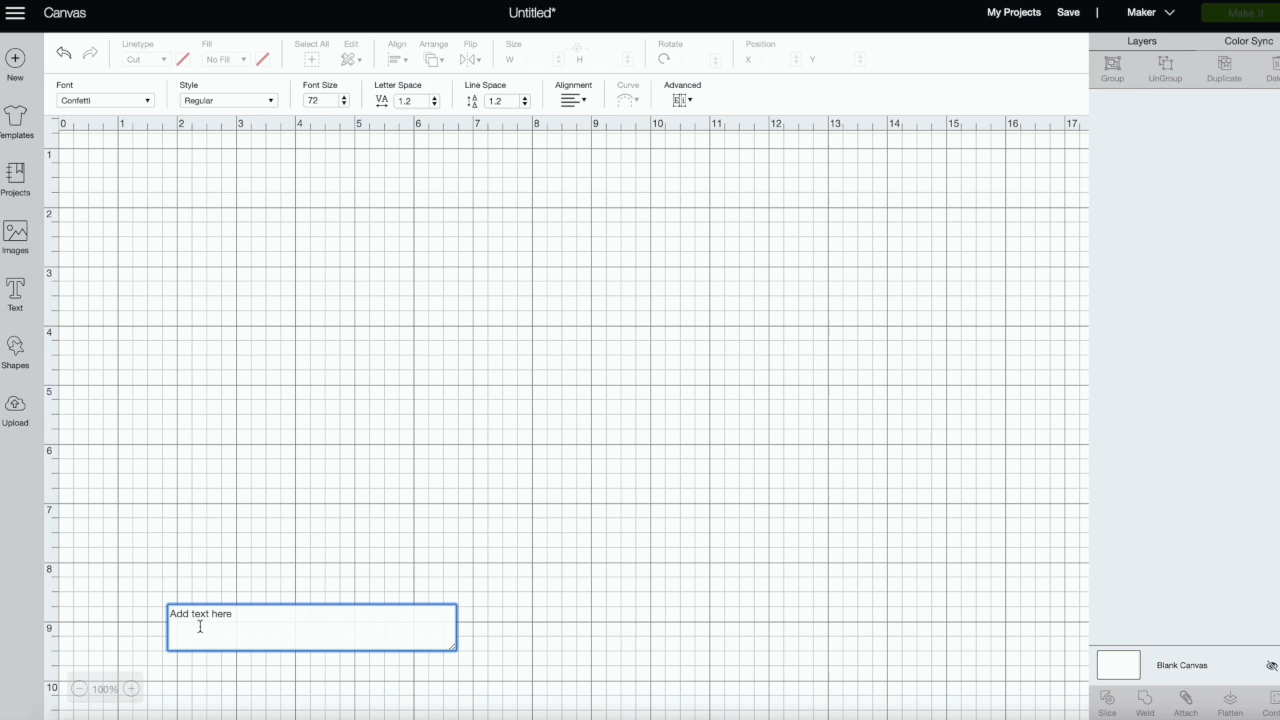 Canvas
Untitled*
My Projects Save | Maker Make It
New
Templates
Projects
Images
Text
Shapes
Upload
Linetype Fill Select All Edit Align Arrange Flip Size Rotate Position
Cut No Fill W H X Y
Font Style Font Size Letter Space Line Space Alignment Curve Advanced
Confetti Regular 72 VA 1.2 1.2
0 1 2 3 4 5 6 7 8 9 10 11 12 13 14 15 16 17
1
2
3
4
5
6
7
8
9
10
Add text here
100%
Layers Color Sync
Group UnGroup Duplicate Del
Blank Canvas
Slice Weld Attach Flatten Cont